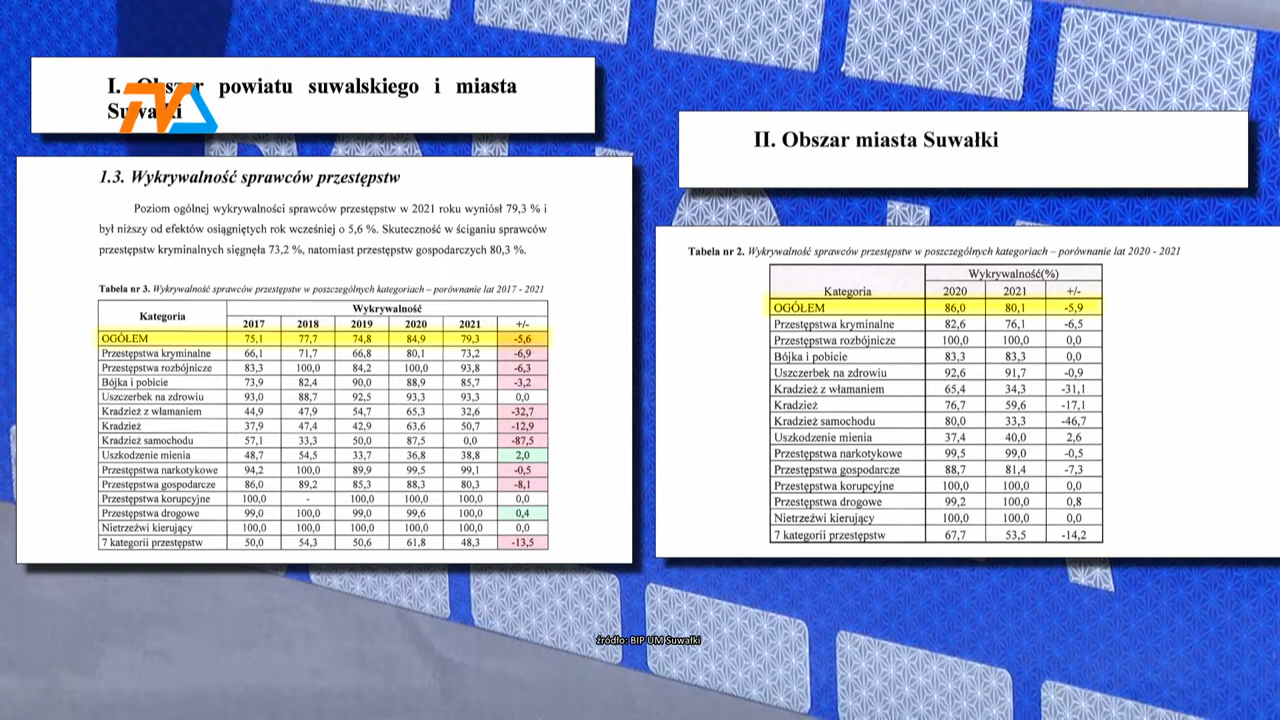 I. Obszar powiatu suwalskiego i miasta
Suwałki
TVA
1.3. Wykrywalność sprawców przestępstw
Poziom ogólnej wykrywalności sprawców przestępstw w 2021 roku wyniósł 79,3 % i
był niższy od efektów osiągniętych rok wcześniej o 5,6 %. Skuteczność w ściganiu sprawców
przestępstw kryminalnych sięgnęła 73,2 %, natomiast przestępstw gospodarczych 80,3 %.
Tabela nr 3. Wykrywalność sprawców przestępstw w poszczególnych kategoriach – porównanie lat 2017 - 2021
Kategoria Wykrywalność
2017 2018 2019 2020 2021 +/-
OGÓŁEM 75,1 77,7 74,8 84,9 79,3 -5,6
Przestępstwa kryminalne 66,1 71,7 66,8 80,1 73,2 -6,9
Przestępstwa rozbójnicze 83,3 100,0 84,2 100,0 93,8 -6,3
Bójka i pobicie 73,9 82,4 90,0 88,9 85,7 -3,2
Uszczerbek na zdrowiu 93,0 88,7 92,5 93,3 93,3 0,0
Kradzież z włamaniem 44,9 47,9 54,7 65,3 32,6 -32,7
Kradzież 37,9 47,4 42,9 63,6 50,7 -12,9
Kradzież samochodu 57,1 33,3 50,0 87,5 0,0 -87,5
Uszkodzenie mienia 48,7 54,5 33,7 36,8 38,8 2,0
Przestępstwa narkotykowe 94,2 100,0 89,9 99,5 99,1 -0,5
Przestępstwa gospodarcze 86,0 89,2 85,3 88,3 80,3 -8,1
Przestępstwa korupcyjne 100,0 - 100,0 100,0 100,0 0,0
Przestępstwa drogowe 99,0 100,0 99,0 99,6 100,0 0,4
Nietrzeźwi kierujący 100,0 100,0 100,0 100,0 100,0 0,0
7 kategorii przestępstw 50,0 54,3 50,6 61,8 48,3 -13,5
II. Obszar miasta Suwałki
Tabela nr 2. Wykrywalność sprawców przestępstw w poszczególnych kategoriach – porównanie lat 2020 - 2021
Wykrywalność(%)
Kategoria 2020 2021 +/-
OGÓŁEM 86,0 80,1 -5,9
Przestępstwa kryminalne 82,6 76,1 -6,5
Przestępstwa rozbójnicze 100,0 100,0 0,0
Bójka i pobicie 83,3 83,3 0,0
Uszczerbek na zdrowiu 92,6 91,7 -0,9
Kradzież z włamaniem 65,4 34,3 -31,1
Kradzież 76,7 59,6 -17,1
Kradzież samochodu 80,0 33,3 -46,7
Uszkodzenie mienia 37,4 40,0 2,6
Przestępstwa narkotykowe 99,5 99,0 -0,5
Przestępstwa gospodarcze 88,7 81,4 -7,3
Przestępstwa korupcyjne 100,0 100,0 0,0
Przestępstwa drogowe 99,2 100,0 0,8
Nietrzeźwi kierujący 100,0 100,0 0,0
7 kategorii przestępstw 67,7 53,5 -14,2
źródło: BIP UM Suwałki